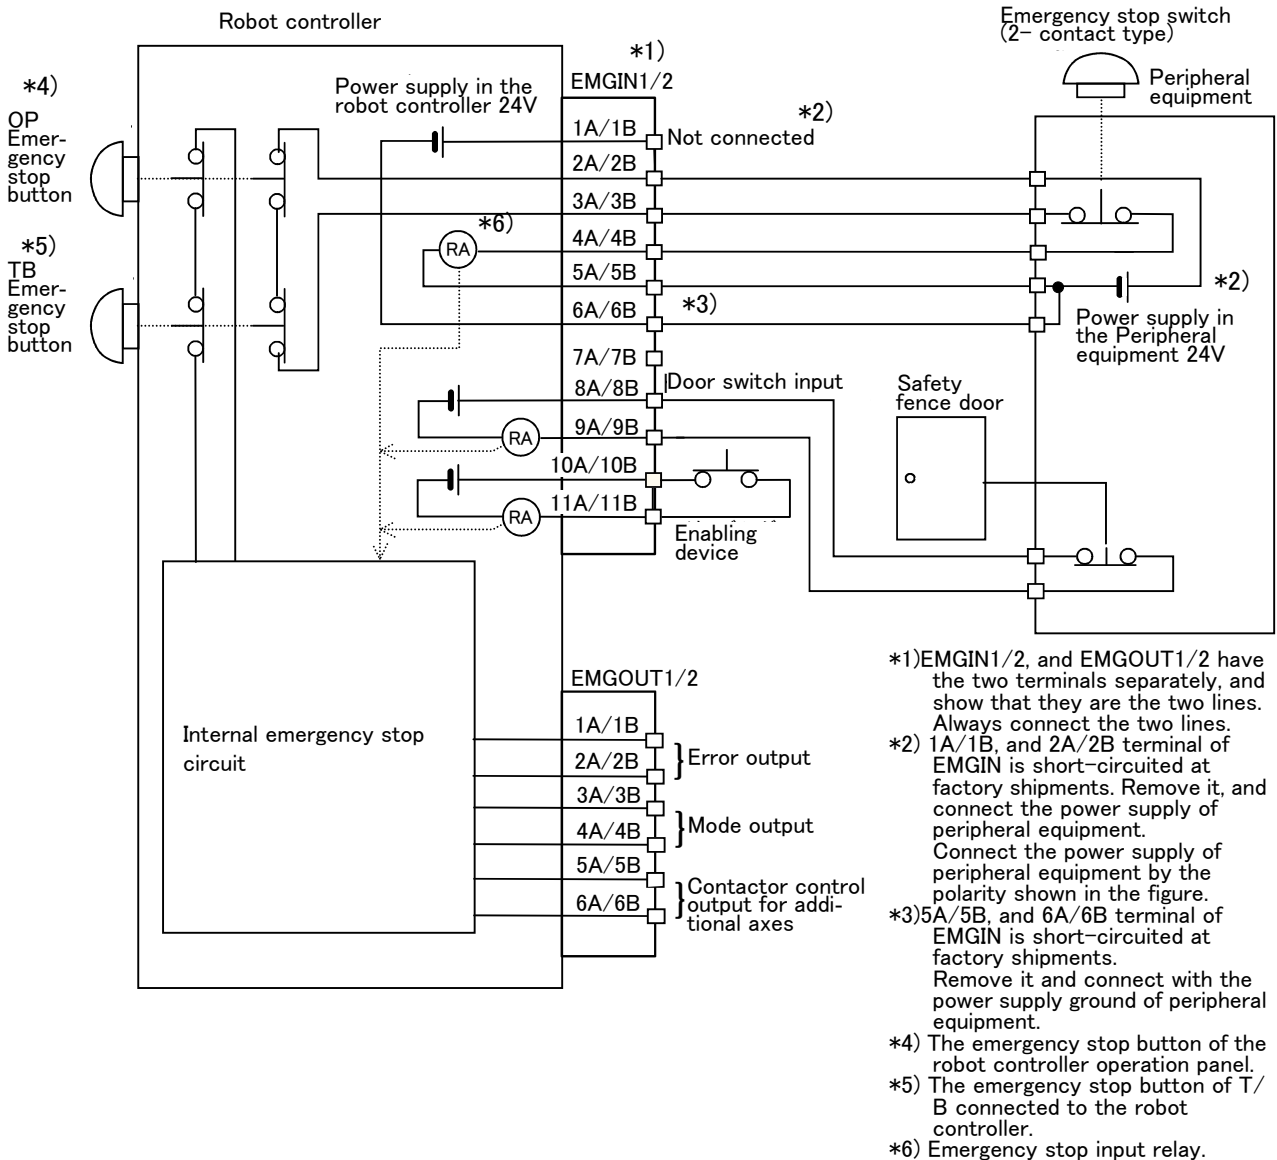 Robot controller
Emergency stop switch
(2- contact type)
*1)
*4)
Power supply in the
robot controller 24V
EMGIN1/2
Peripheral
equipment
OP
Emer-
gency
stop
button
*2)
1A/1B
Not connected
2A/2B
3A/3B
*6)
RA
4A/4B
*5)
TB
Emer-
gency
stop
button
5A/5B
*2)
6A/6B
*3)
Power supply in
the Peripheral
equipment 24V
7A/7B
8A/8B
Door switch input
Safety
fence door
9A/9B
RA
10A/10B
11A/11B
RA
Enabling
device
Internal emergency stop
circuit
EMGOUT1/2
1A/1B
2A/2B
Error output
3A/3B
4A/4B
Mode output
5A/5B
6A/6B
Contactor control
output for addi-
tional axes
*1)EMGIN1/2, and EMGOUT1/2 have
the two terminals separately, and
show that they are the two lines.
Always connect the two lines.
*2) 1A/1B, and 2A/2B terminal of
EMGIN is short-circuited at
factory shipments. Remove it, and
connect the power supply of
peripheral equipment.
Connect the power supply of
peripheral equipment by the
polarity shown in the figure.
*3)5A/5B, and 6A/6B terminal of
EMGIN is short-circuited at
factory shipments.
Remove it and connect with the
power supply ground of peripheral
equipment.
*4) The emergency stop button of the
robot controller operation panel.
*5) The emergency stop button of T/
B connected to the robot
controller.
*6) Emergency stop input relay.